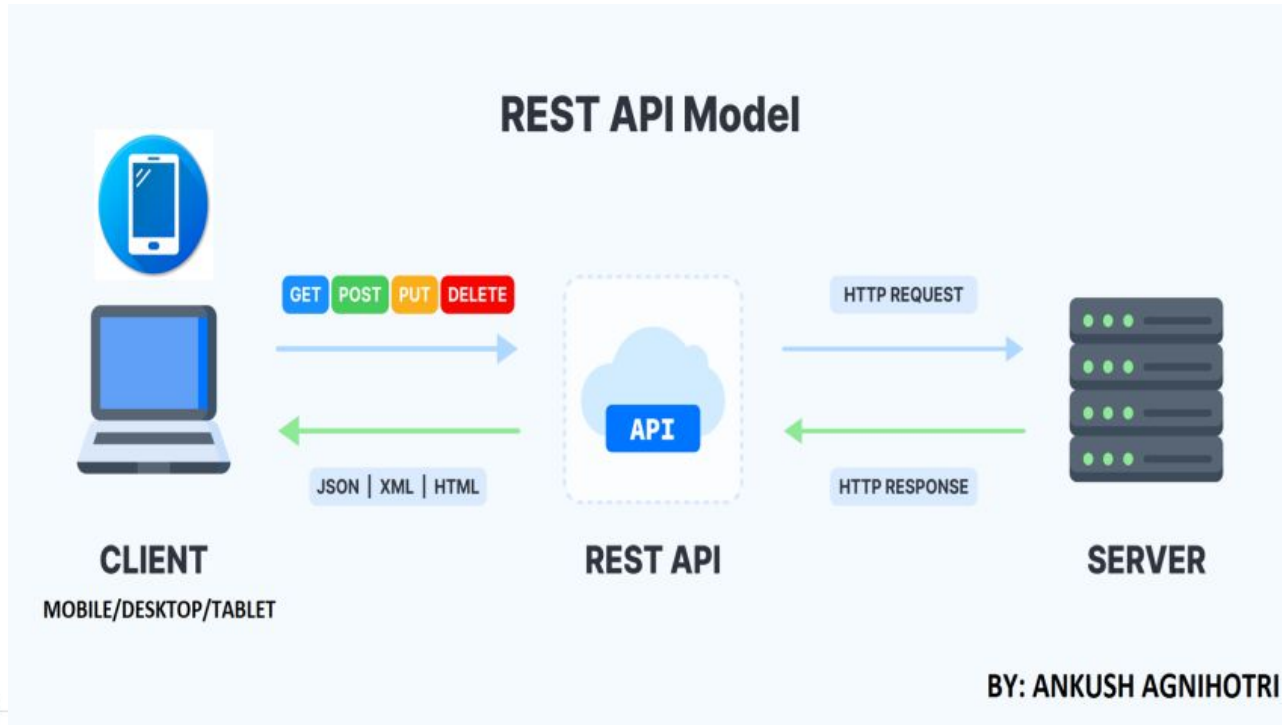 REST API Model
GET POST PUT DELETE
HTTP REQUEST
API
JSON | XML | HTML
HTTP RESPONSE
CLIENT
REST API
SERVER
MOBILE/DESKTOP/TABLET
BY: ANKUSH AGNIHOTRI